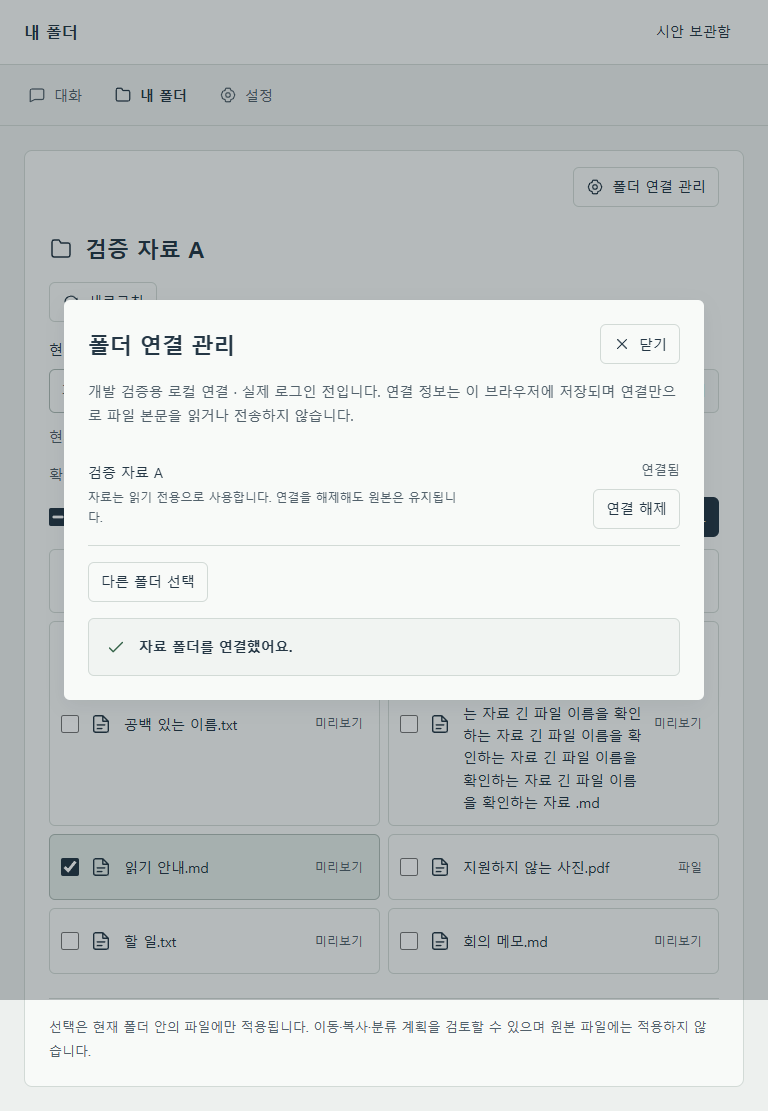 내 폴더
시안 보관함
대화
내 폴더
설정
폴더 연결 관리
검증 자료 A
폴더 연결 관리
닫기
개발 검증용 로컬 연결 · 실제 로그인 전입니다. 연결 정보는 이 브라우저에 저장되며 연결만으
로 파일 본문을 읽거나 전송하지 않습니다.
검증 자료 A
연결됨
자료는 읽기 전용으로 사용합니다. 연결을 해제해도 원본은 유지됩니
다.
연결 해제
다른 폴더 선택
자료 폴더를 연결했어요.
공백 있는 이름.txt
미리보기
는 자료 긴 파일 이름을 확인
하는 자료 긴 파일 이름을 확
인하는 자료 긴 파일 이름을
확인하는 자료 긴 파일 이름
을 확인하는 자료 .md
미리보기
읽기 안내.md
미리보기
지원하지 않는 사진.pdf
파일
할 일.txt
미리보기
회의 메모.md
미리보기
선택은 현재 폴더 안의 파일에만 적용됩니다. 이동·복사·분류 계획을 검토할 수 있으며 원본 파일에는 적용하지 않
습니다.